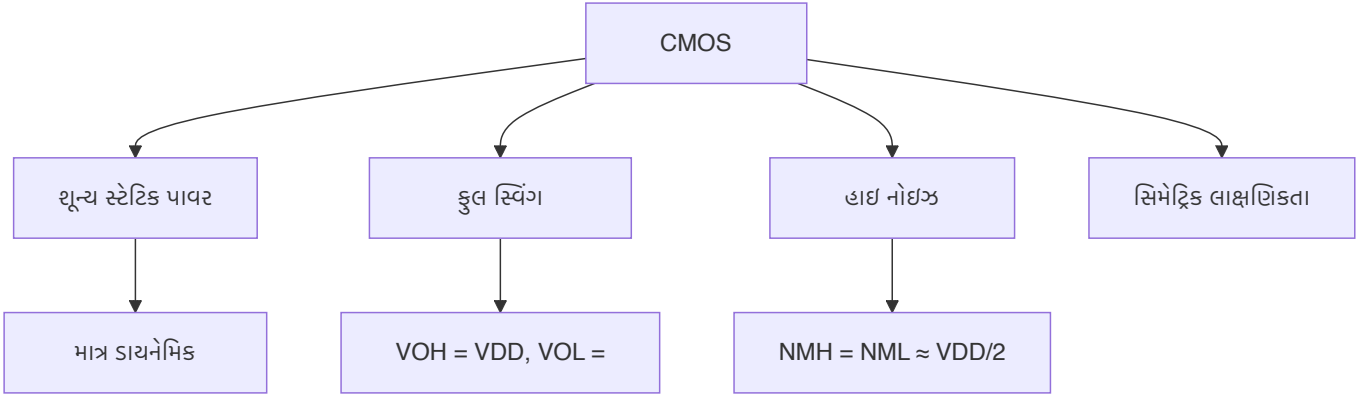 CMOS
શૂન્ય સ્ટેટિક પાવર
ફુલ સ્વિંગ
હાઇ નોઇઝ
સિમેટ્રિક લાક્ષણિકતા
માત્ર ડાયનેમિક
VOH = VDD, VOL =
NMH = NML ≈ VDD/2